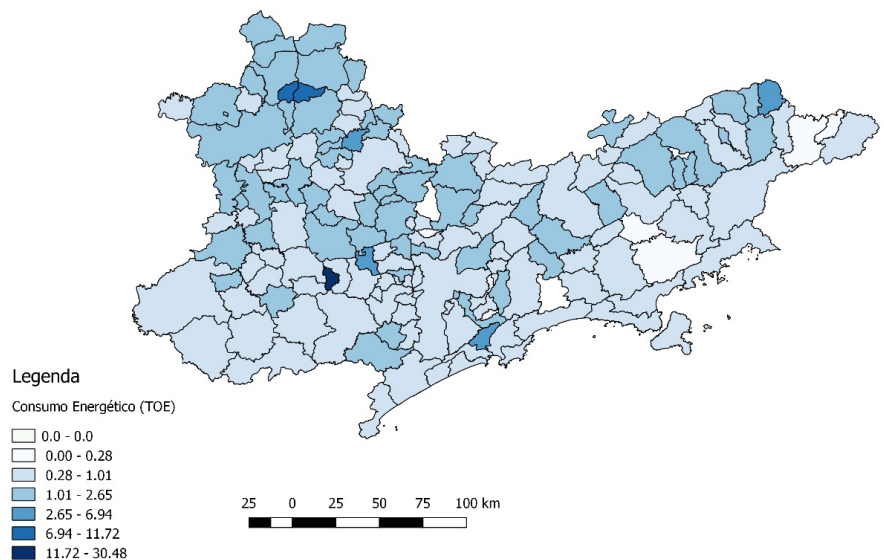 Legenda
Consumo Energético (TOE)
0.0 - 0.0
0.00 - 0.28
0.28 - 1.01
1.01 - 2.65
2.65 - 6.94
6.94 - 11.72
11.72 - 30.48
25 0 25 50 75 100 km